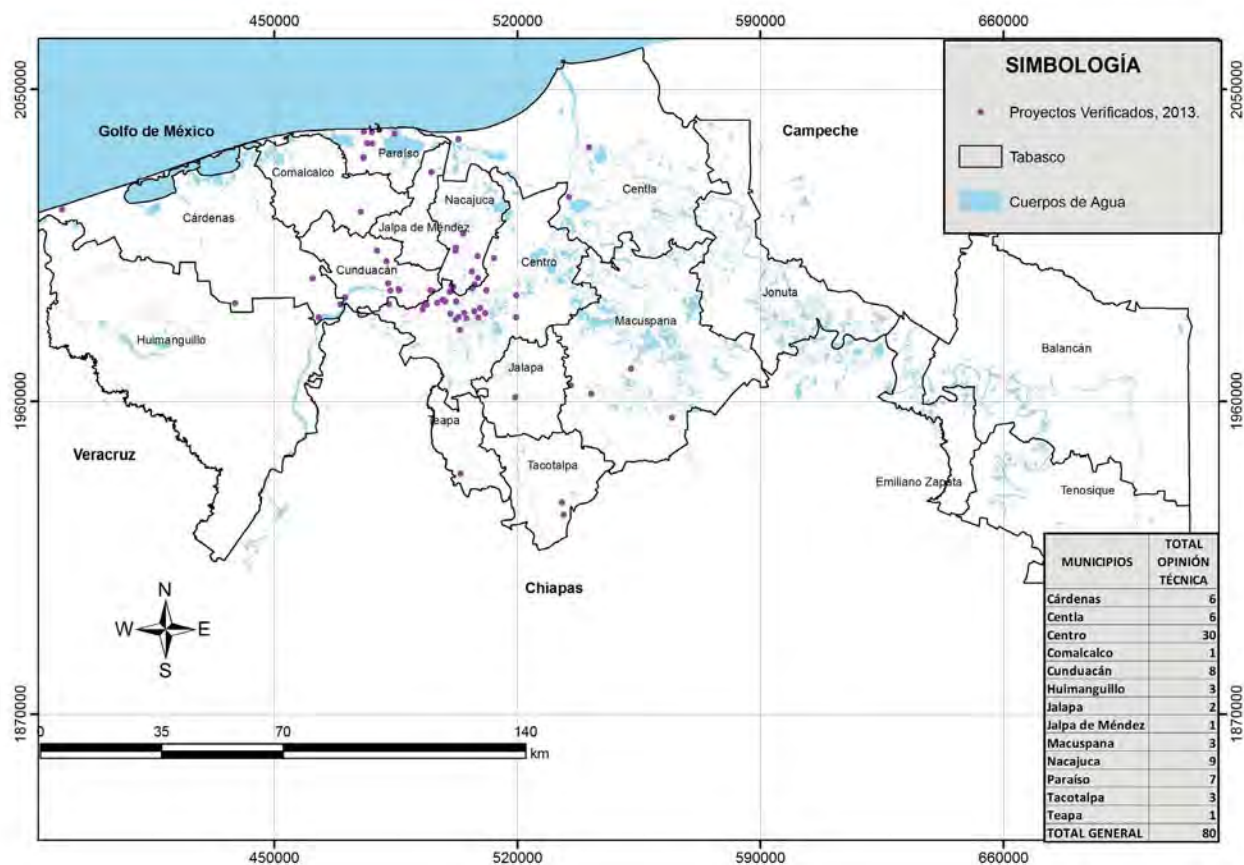 450000 520000 590000 660000
2050000 2050000
SIMBOLOGÍA
Proyectos Verificados, 2013.
Tabasco
Cuerpos de Agua
Golfo de México
Campeche
Paraíso
Comalcalco
Centla
Nacajuca
Cárdenas
Jalpa de Méndez
Centro
Cunduacán
Jonuta
Macuspana
Huimanguillo
Balancán
Jalapa
1960000 1960000
Teapa
Veracruz
Tacotalpa
Emiliano Zapata
Tenosique
Chiapas
MUNICIPIOS TOTAL OPINIÓN TÉCNICA
Cárdenas 6
Centla 6
Centro 30
Comalcalco 1
Cunduacán 8
Huimanguillo 3
Jalapa 2
Jalpa de Méndez 1
Macuspana 3
Nacajuca 9
Paraíso 7
Tacotalpa 3
Teapa 1
TOTAL GENERAL 80
N
W E
S
1870000 1870000
0 35 70 140
km
450000 520000 590000 660000